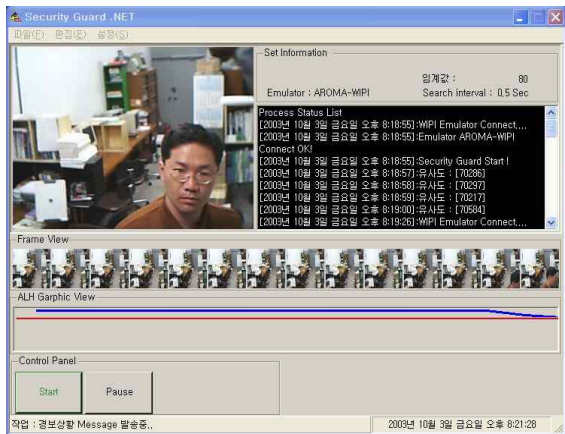 Security Guard .NET
파일(F) 편집(E) 설정(S)
Set Information
임계값 : 80
Emulator : AROMA-WIPI Search interval : 0,5 Sec
Process Status List
[2003년 10월 3일 금요일 오후 8:18:55]:WIPI Emulator Connect,...
[2003년 10월 3일 금요일 오후 8:18:55]:Emulator AROMA-WIPI
Connect OK!
[2003년 10월 3일 금요일 오후 8:18:55]:Security Guard Start !
[2003년 10월 3일 금요일 오후 8:18:57]:유사도 : [70286]
[2003년 10월 3일 금요일 오후 8:18:58]:유사도 : [70297]
[2003년 10월 3일 금요일 오후 8:18:59]:유사도 : [70217]
[2003년 10월 3일 금요일 오후 8:19:00]:유사도 : [70584]
[2003년 10월 3일 금요일 오후 8:19:26]:WIPI Emulator Connect,...
Frame View
ALH Garphic View
Control Panel
Start Pause
작업 : 경보상황 Message 발송중,,
2003년 10월 3일 금요일 오후 8:21:28